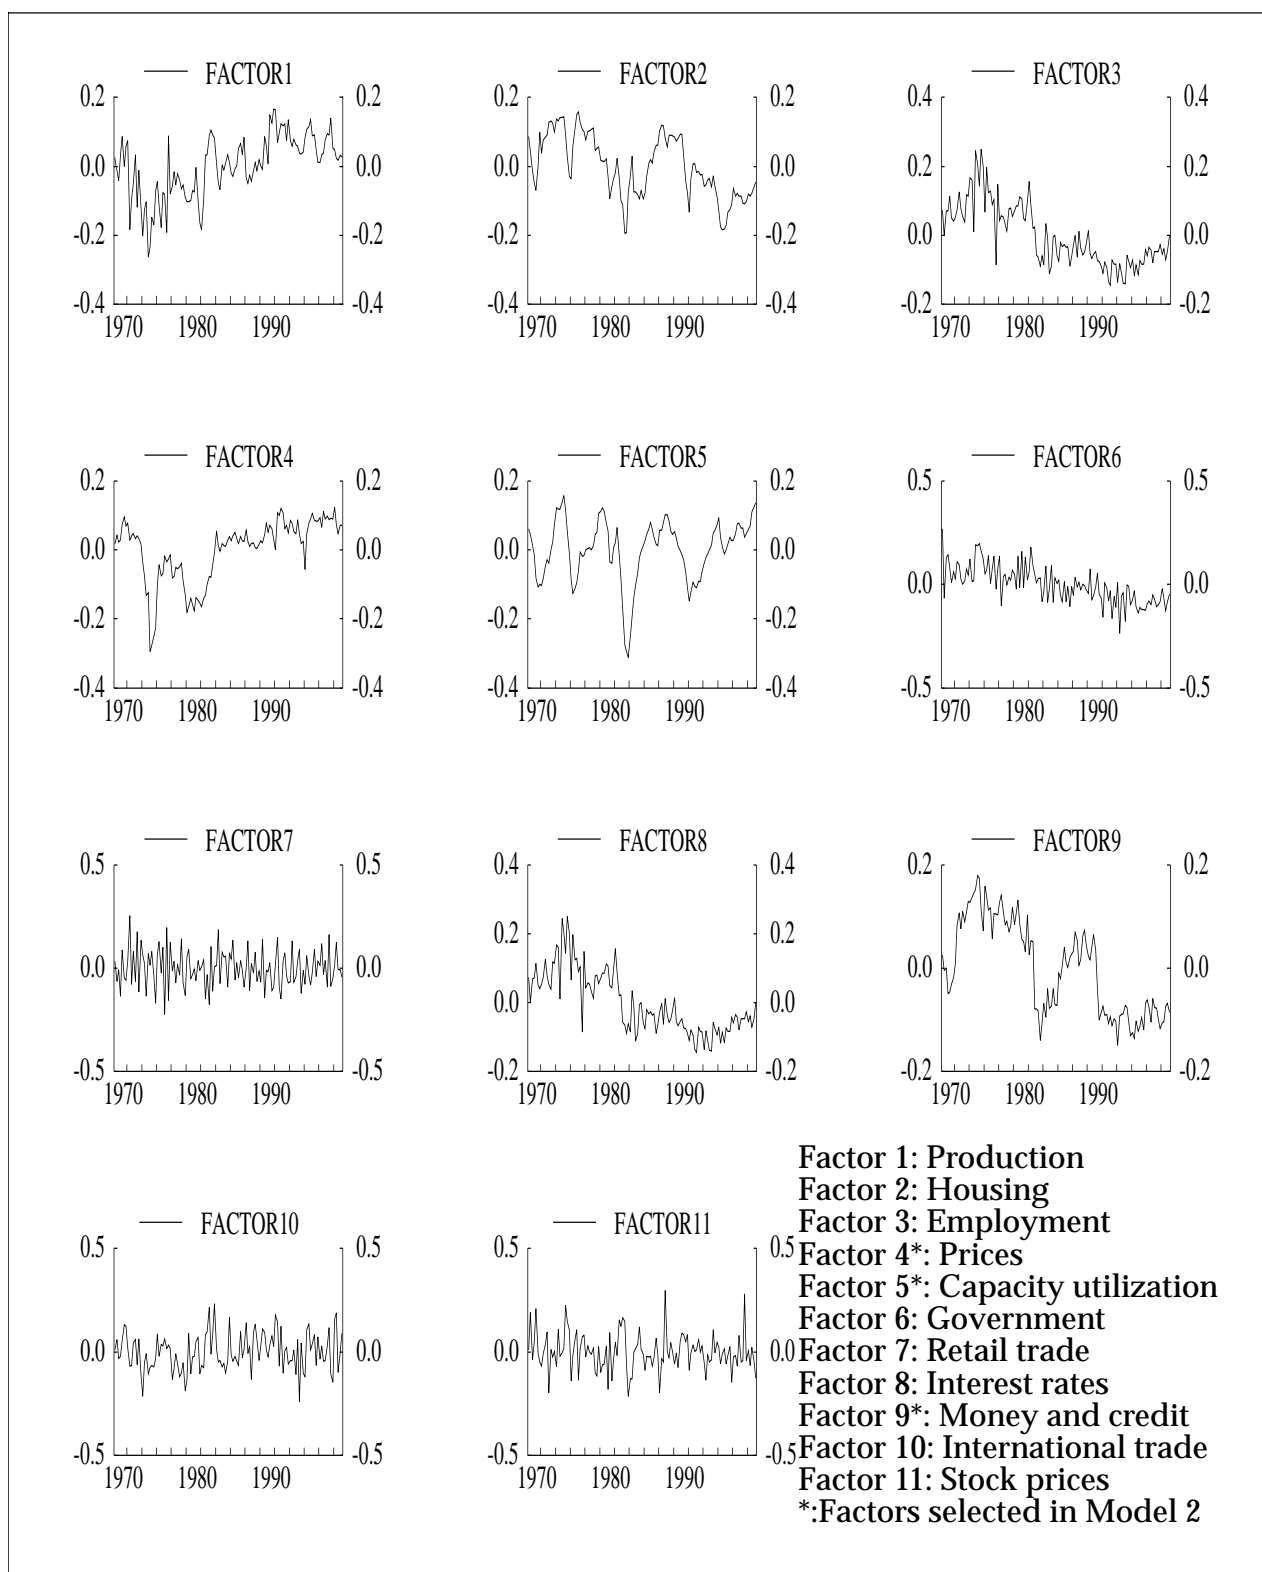 FACTOR1
0.2 0.2
0.0 0.0
-0.2 -0.2
-0.4 -0.4
1970 1980 1990
FACTOR2
0.2 0.2
0.0 0.0
-0.2 -0.2
-0.4 -0.4
1970 1980 1990
FACTOR3
0.4 0.4
0.2 0.2
0.0 0.0
-0.2 -0.2
1970 1980 1990
FACTOR4
0.2 0.2
0.0 0.0
-0.2 -0.2
-0.4 -0.4
1970 1980 1990
FACTOR5
0.2 0.2
0.0 0.0
-0.2 -0.2
-0.4 -0.4
1970 1980 1990
FACTOR6
0.5 0.5
0.0 0.0
-0.5 -0.5
1970 1980 1990
FACTOR7
0.5 0.5
0.0 0.0
-0.5 -0.5
1970 1980 1990
FACTOR8
0.4 0.4
0.2 0.2
0.0 0.0
-0.2 -0.2
1970 1980 1990
FACTOR9
0.2 0.2
0.0 0.0
-0.2 -0.2
1970 1980 1990
FACTOR10
0.5 0.5
0.0 0.0
-0.5 -0.5
1970 1980 1990
FACTOR11
0.5 0.5
0.0 0.0
-0.5 -0.5
1970 1980 1990
Factor 1: Production
Factor 2: Housing
Factor 3: Employment
Factor 4*: Prices
Factor 5*: Capacity utilization
Factor 6: Government
Factor 7: Retail trade
Factor 8: Interest rates
Factor 9*: Money and credit
Factor 10: International trade
Factor 11: Stock prices
*:Factors selected in Model 2